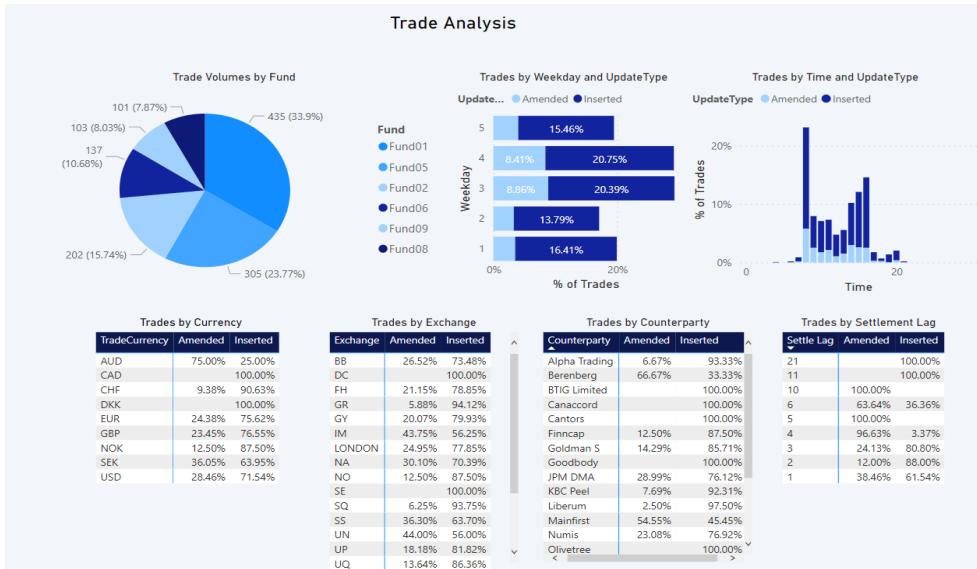 Trade Analysis
Trade Volumes by Fund
101 (7.87%)
435 (33.9%)
103 (8.03%)
137
(10.68%)
202 (15.74%)
305 (23.77%)
Fund
Fund01
Fund05
Fund02
Fund06
Fund09
Fund08
Trades by Weekday and UpdateType
Update... Amended Inserted
Weekday
5 15.46%
4 8.41% 20.75%
3 8.86% 20.39%
2 13.79%
1 16.41%
0% 20%
% of Trades
Trades by Time and UpdateType
UpdateType Amended Inserted
% of Trades
20%
10%
0%
0 20
Time
Trades by Currency
TradeCurrency Amended Inserted
AUD 75.00% 25.00%
CAD 100.00%
CHF 9.38% 90.63%
DKK 100.00%
EUR 24.38% 75.62%
GBP 23.45% 76.55%
NOK 12.50% 87.50%
SEK 36.05% 63.95%
USD 28.46% 71.54%
Trades by Exchange
Exchange Amended Inserted
BB 26.52% 73.48%
DC 100.00%
FH 21.15% 78.85%
GR 5.88% 94.12%
GY 20.07% 79.93%
IM 43.75% 56.25%
LONDON 24.95% 77.85%
NA 30.10% 70.39%
NO 12.50% 87.50%
SE 100.00%
SQ 6.25% 93.75%
SS 36.30% 63.70%
UN 44.00% 56.00%
UP 18.18% 81.82%
UQ 13.64% 86.36%
Trades by Counterparty
Counterparty Amended Inserted
Alpha Trading 6.67% 93.33%
Berenberg 66.67% 33.33%
BTIG Limited 100.00%
Canaccord 100.00%
Cantors 100.00%
Finncap 12.50% 87.50%
Goldman S 14.29% 85.71%
Goodbody 100.00%
JPM DMA 28.99% 76.12%
KBC Peel 7.69% 92.31%
Liberum 2.50% 97.50%
Mainfirst 54.55% 45.45%
Numis 23.08% 76.92%
Olivetree 100.00%
Trades by Settlement Lag
Settle Lag Amended Inserted
21 100.00%
11 100.00%
10 100.00%
6 63.64% 36.36%
5 100.00%
4 96.63% 3.37%
3 24.13% 80.80%
2 12.00% 88.00%
1 38.46% 61.54%